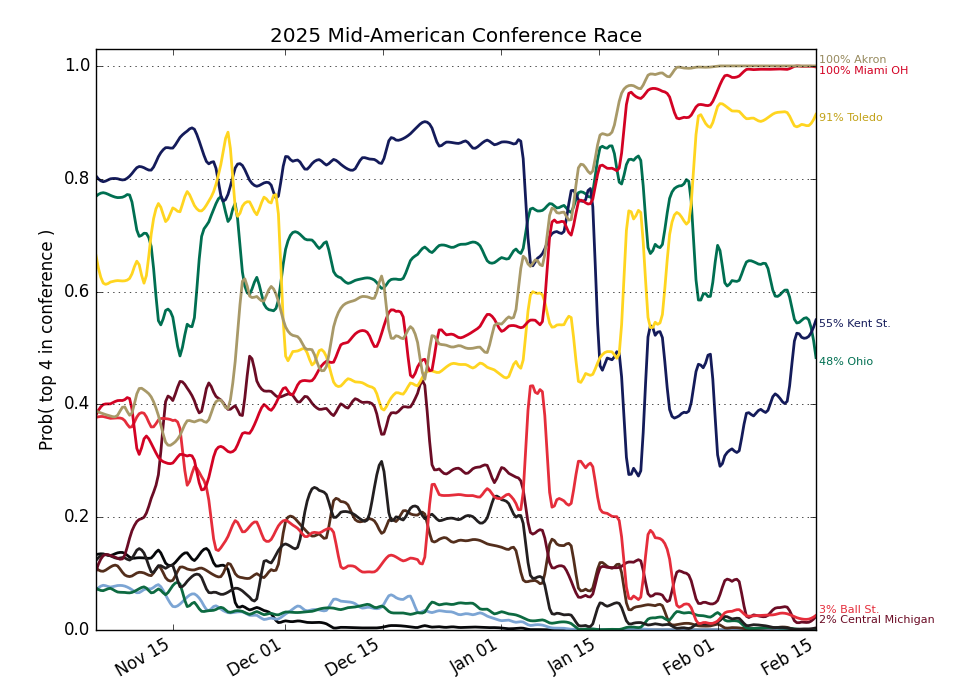 2025 Mid-American Conference Race
Prob( top 4 in conference )
1.0
0.8
0.6
0.4
0.2
0.0
Nov 15
Dec 01
Dec 15
Jan 01
Jan 15
Feb 01
Feb 15
100% Akron
100% Miami OH
91% Toledo
55% Kent St.
48% Ohio
3% Ball St.
2% Central Michigan